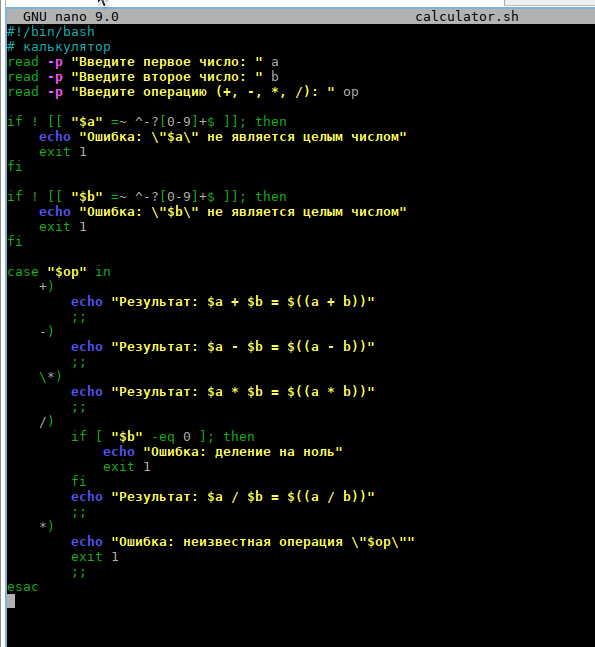 GNU nano 9.0 calculator.sh
#!/bin/bash
# калькулятор
read -p "Введите первое число: " a
read -p "Введите второе число: " b
read -p "Введите операцию (+, -, *, /): " op
if ! [[ "$a" =~ ^-?[0-9]+$ ]]; then
echo "Ошибка: \"$a\" не является целым числом"
exit 1
fi
if ! [[ "$b" =~ ^-?[0-9]+$ ]]; then
echo "Ошибка: \"$b\" не является целым числом"
exit 1
fi
case "$op" in
+)
echo "Результат: $a + $b = $((a + b))"
;;
-)
echo "Результат: $a - $b = $((a - b))"
;;
\*)
echo "Результат: $a * $b = $((a * b))"
;;
/)
if [ "$b" -eq 0 ]; then
echo "Ошибка: деление на ноль"
exit 1
fi
echo "Результат: $a / $b = $((a / b))"
;;
*)
echo "Ошибка: неизвестная операция \"$op\""
exit 1
;;
esac